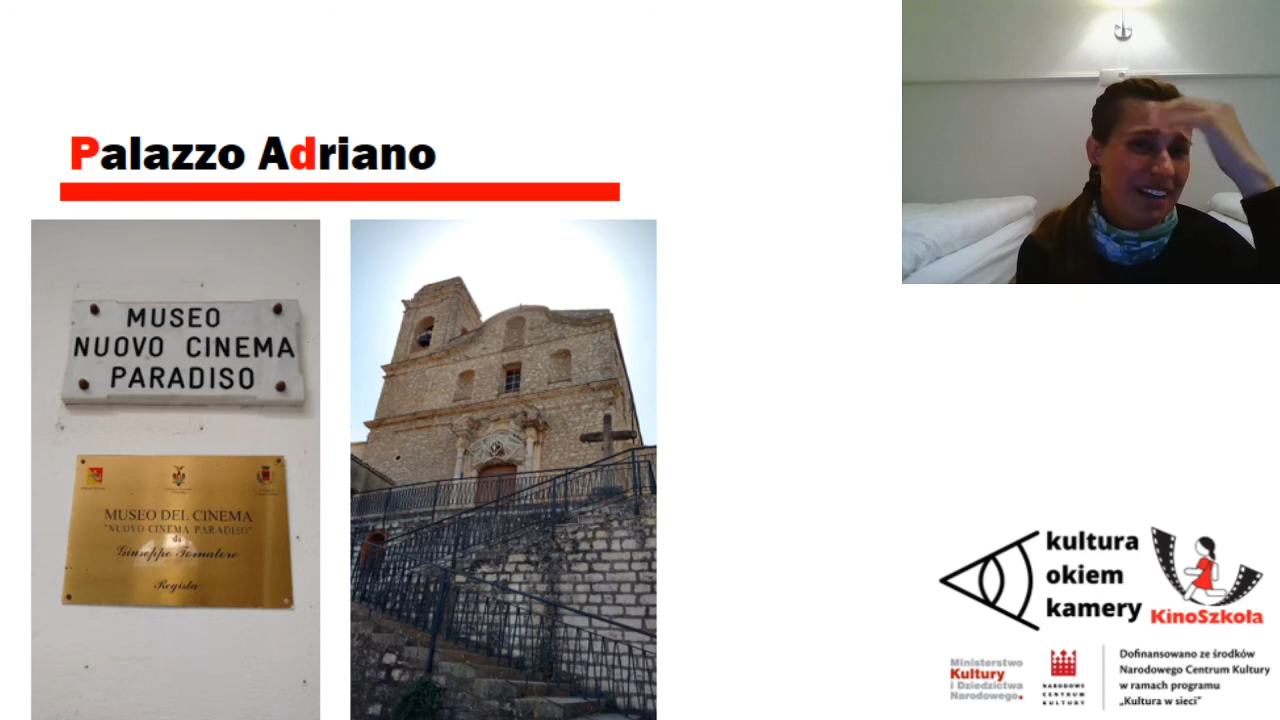 Palazzo Adriano
MUSEO
NUOVO CINEMA
PARADISO
MUSEO DEL CINEMA
"NUOVO CINEMA PARADISO"
di
Giuseppe Tornatore
Regista
kultura
okiem
kamery
KinoSzkoła
Ministerstwo
Kultury
i Dziedzictwa
Narodowego.
NARODOWE
CENTRUM
KULTURY
Dofinansowano ze środków
Narodowego Centrum Kultury
w ramach programu
„Kultura w sieci”